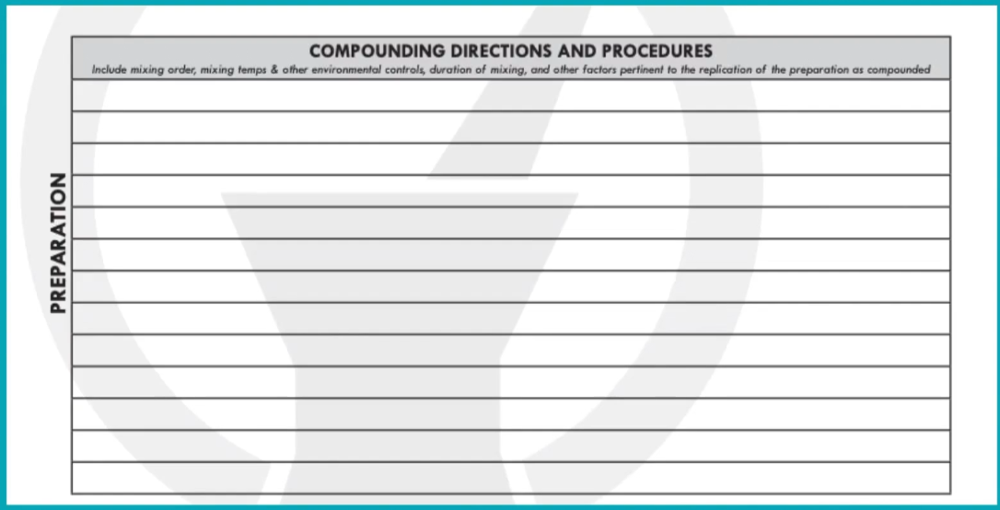 COMPOUNDING DIRECTIONS AND PROCEDURES
Include mixing order, mixing temps & other environmental controls, duration of mixing, and other factors pertinent to the replication of the preparation as compounded
PREPARATION